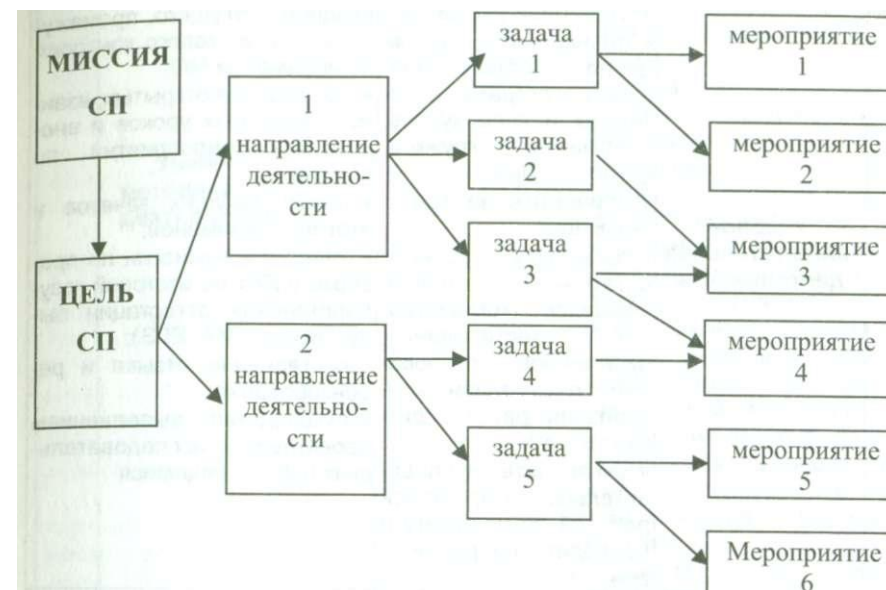 МИССИЯ
СП
ЦЕЛЬ
СП
1
направление
деятельно-
сти
2
направление
деятельно-
сти
задача
1
задача
2
задача
3
задача
4
задача
5
мероприятие
1
мероприятие
2
мероприятие
3
мероприятие
4
мероприятие
5
Мероприятие
6